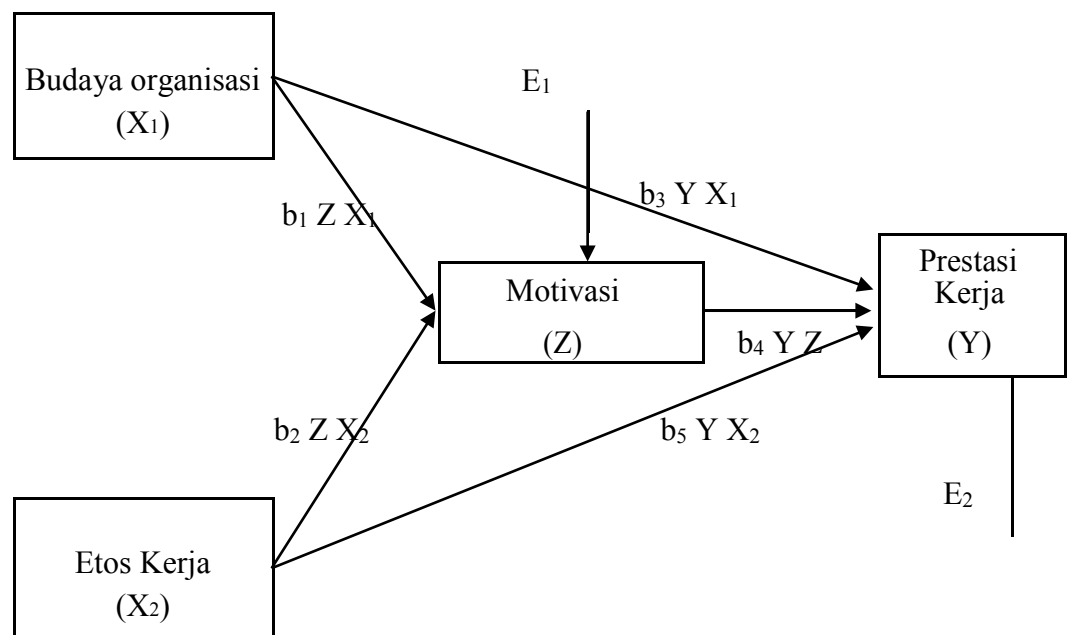 Budaya organisasi
(X₁)
E₁
b₃ Y X₁
b₁ Z X₁
Motivasi
(Z)
Prestasi
Kerja
(Y)
b₄ Y Z
b₂ Z X₂
b₅ Y X₂
E₂
Etos Kerja
(X₂)